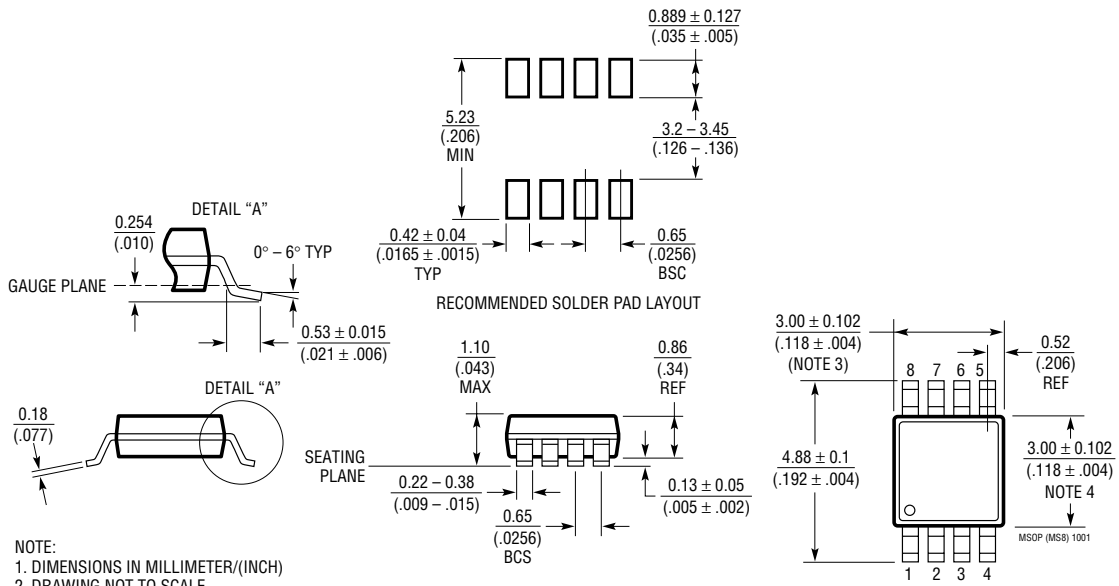 0.889 ± 0.127
(.035 ± .005)
5.23
(.206)
MIN
3.2 – 3.45
(.126 – .136)
DETAIL “A”
0.254
(.010)
0° – 6° TYP
GAUGE PLANE
0.42 ± 0.04
(.0165 ± .0015)
TYP
0.65
(.0256)
BSC
RECOMMENDED SOLDER PAD LAYOUT
0.53 ± 0.015
(.021 ± .006)
DETAIL “A”
0.18
(.077)
1.10
(.043)
MAX
0.86
(.34)
REF
SEATING
PLANE
0.22 – 0.38
(.009 – .015)
0.65
(.0256)
BCS
0.13 ± 0.05
(.005 ± .002)
3.00 ± 0.102
(.118 ± .004)
(NOTE 3)
0.52
(.206)
REF
8 7 6 5
4.88 ± 0.1
(.192 ± .004)
3.00 ± 0.102
(.118 ± .004)
NOTE 4
MSOP (MS8) 1001
1 2 3 4
NOTE:
1. DIMENSIONS IN MILLIMETER/(INCH)
2. DRAWING NOT TO SCALE